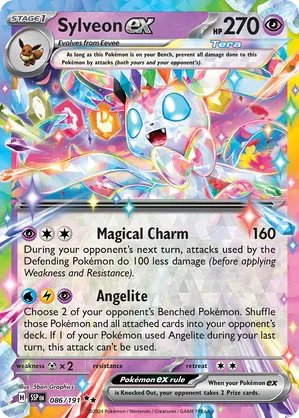 STAGE 1
Sylveon ex
HP 270
Evolves from Eevee
Tera
As long as this Pokémon is on your Bench, prevent all damage done to this
Pokémon by attacks (both yours and your opponent's).
Magical Charm 160
During your opponent's next turn, attacks used by the
Defending Pokémon do 100 less damage (before applying
Weakness and Resistance).
Angelite
Choose 2 of your opponent's Benched Pokémon. Shuffle
those Pokémon and all attached cards into your opponent's
deck. If 1 of your Pokémon used Angelite during your last
turn, this attack can't be used.
weakness ×2 resistance retreat
Illus. 5ban Graphics
Pokémon ex rule
When your Pokémon ex
is Knocked Out, your opponent takes 2 Prize cards.
H SSP EN 086/191
©2024 Pokémon / Nintendo / Creatures / GAME FREAK